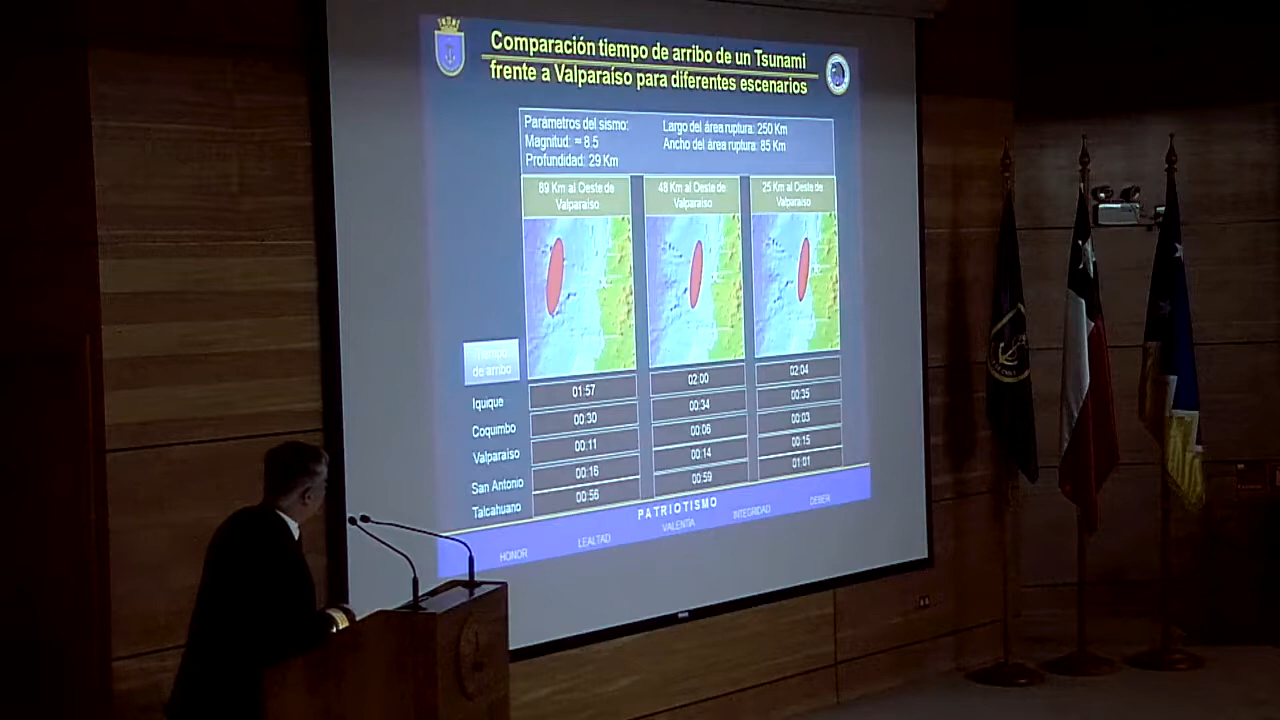 Comparación tiempo de arribo de un Tsunami
frente a Valparaíso para diferentes escenarios
Parámetros del sismo:
Magnitud: = 8.5
Profundidad: 29 Km
Largo del área ruptura: 250 Km
Ancho del área ruptura: 85 Km
89 Km al Oeste de
Valparaíso
48 Km al Oeste de
Valparaíso
25 Km al Oeste de
Valparaíso
Tiempo
de arribo
Iquique 01:57 02:00 02:04
Coquimbo 00:30 00:34 00:35
Valparaíso 00:11 00:06 00:03
San Antonio 00:16 00:14 00:15
Talcahuano 00:56 00:59 01:01
HONOR LEALTAD PATRIOTISMO
VALENTIA INTEGRIDAD DEBER